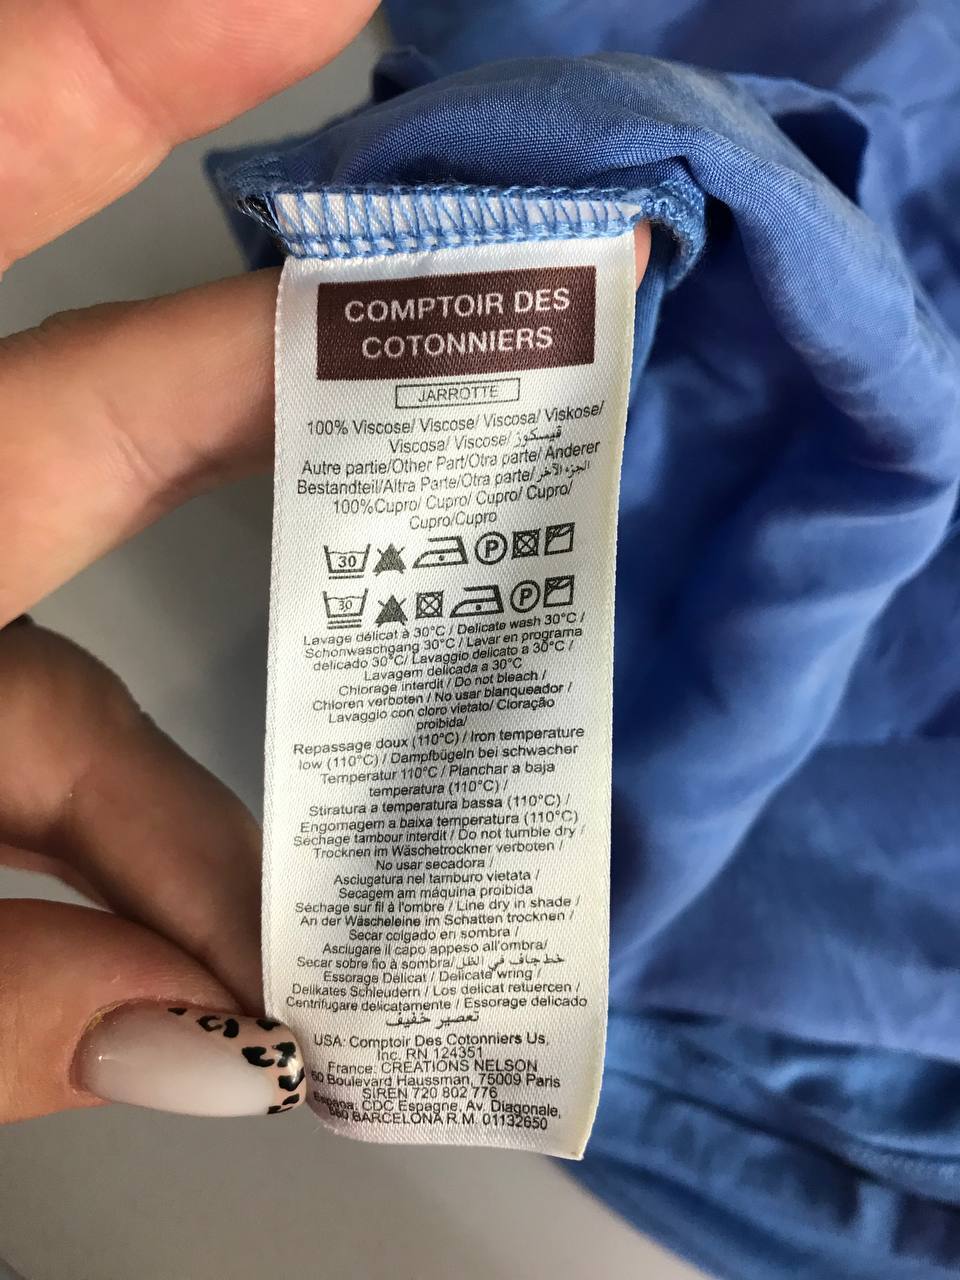 COMPTOIR DES
COTONNIERS
JARROTTE
100% Viscose/ Viscose/ Viscosa/ Viskose/
Viscosa/ Viscose/ ڤيسكوز
Autre partie/Other Part/Otra parte/ Anderer
Bestandteil/Altra Parte/Otra parte/ الجزء الآخر
100%Cupro/ Cupro/ Cupro/ Cupro/
Cupro/Cupro
30 P
30 P
Lavage délicat à 30°C / Delicate wash 30°C /
Schonwaschgang 30°C / Lavar en programa
delicado 30°C/ Lavaggio delicato a 30°C /
Lavagem delicada a 30°C
Chlorage interdit / Do not bleach /
Chloren verboten / No usar blanqueador /
Lavaggio con cloro vietato/ Cloração
proibida/
Repassage doux (110°C) / Iron temperature
low (110°C) / Dampfbügeln bei schwacher
Temperatur 110°C / Planchar a baja
temperatura (110°C) /
Stiratura a temperatura bassa (110°C) /
Engomagem a baixa temperatura (110°C)
Séchage tambour interdit / Do not tumble dry /
Trocknen im Wäschetrockner verboten /
No usar secadora /
Asciugatura nel tamburo vietata /
Secagem am máquina proibida
Séchage sur fil à l'ombre / Line dry in shade /
An der Wäscheleine im Schatten trocknen /
Secar colgado en sombra /
Asciugare il capo appeso all'ombra/
Secar sobre fio à sombra/ خط جاف في الظل
Essorage Délicat / Delicate wring /
Delikates Schleudern / Los delicat retuercen /
Centrifugare delicatamente / Essorage delicado
تعصير خفيف
USA: Comptoir Des Cotonniers Us,
Inc. RN 124351
France: CREATIONS NELSON
60 Boulevard Haussman, 75009 Paris
SIREN 720 802 776
Espana: CDC Espagne, Av. Diagonale,
BARCELONA R.M. 01132650